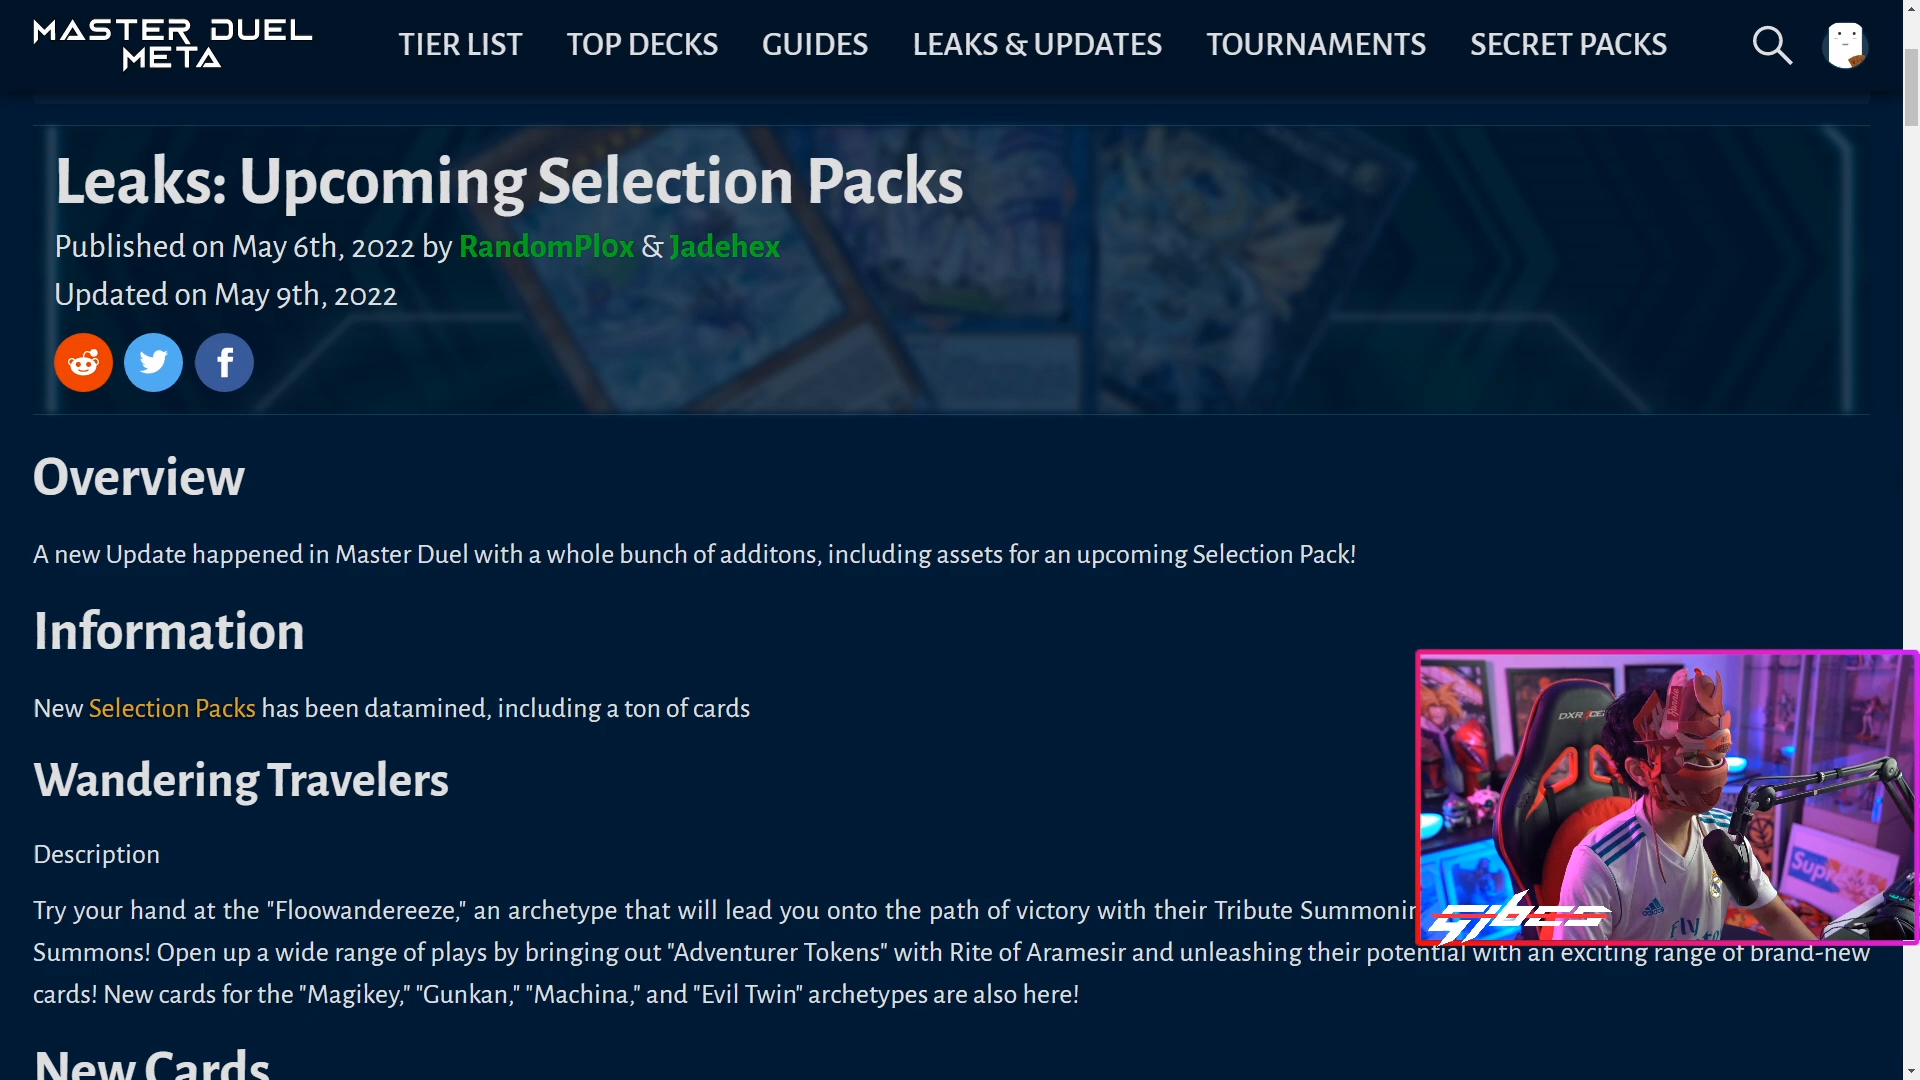 MASTER DUEL
META
TIER LIST TOP DECKS GUIDES LEAKS & UPDATES TOURNAMENTS SECRET PACKS
Leaks: Upcoming Selection Packs
Published on May 6th, 2022 by RandomPl0x & Jadehex
Updated on May 9th, 2022
Overview
A new Update happened in Master Duel with a whole bunch of additons, including assets for an upcoming Selection Pack!
Information
New Selection Packs has been datamined, including a ton of cards
Wandering Travelers
Description
Try your hand at the "Floowandereeze," an archetype that will lead you onto the path of victory with their Tribute
Summons! Open up a wide range of plays by bringing out "Adventurer Tokens" with Rite of Aramesir and unleashing their potential with an exciting range of brand-new
cards! New cards for the "Magikey," "Gunkan," "Machina," and "Evil Twin" archetypes are also here!
New Cards
DXRACER
Supreme
adidas
Fly